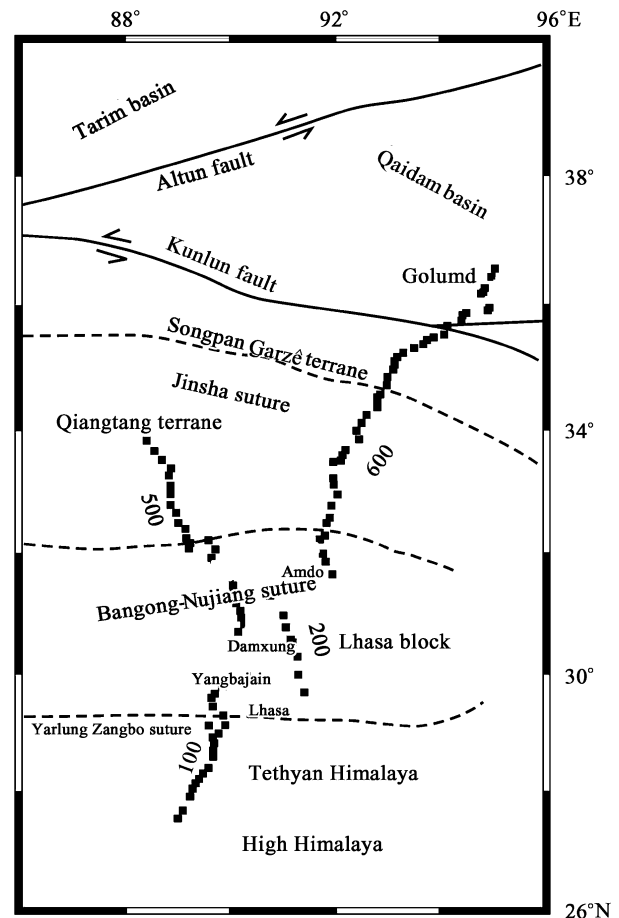 88° 92° 96°E
Tarim basin
Altun fault
Qaidam basin
38°
Kunlun fault
Golumd
Songpan Garzê terrane
Jinsha suture
Qiangtang terrane
34°
600
500
Amdo
Bangong-Nujiang suture
200
Damxung
Lhasa block
Yangbajain
30°
Lhasa
Yarlung Zangbo suture
100
Tethyan Himalaya
High Himalaya
26°N